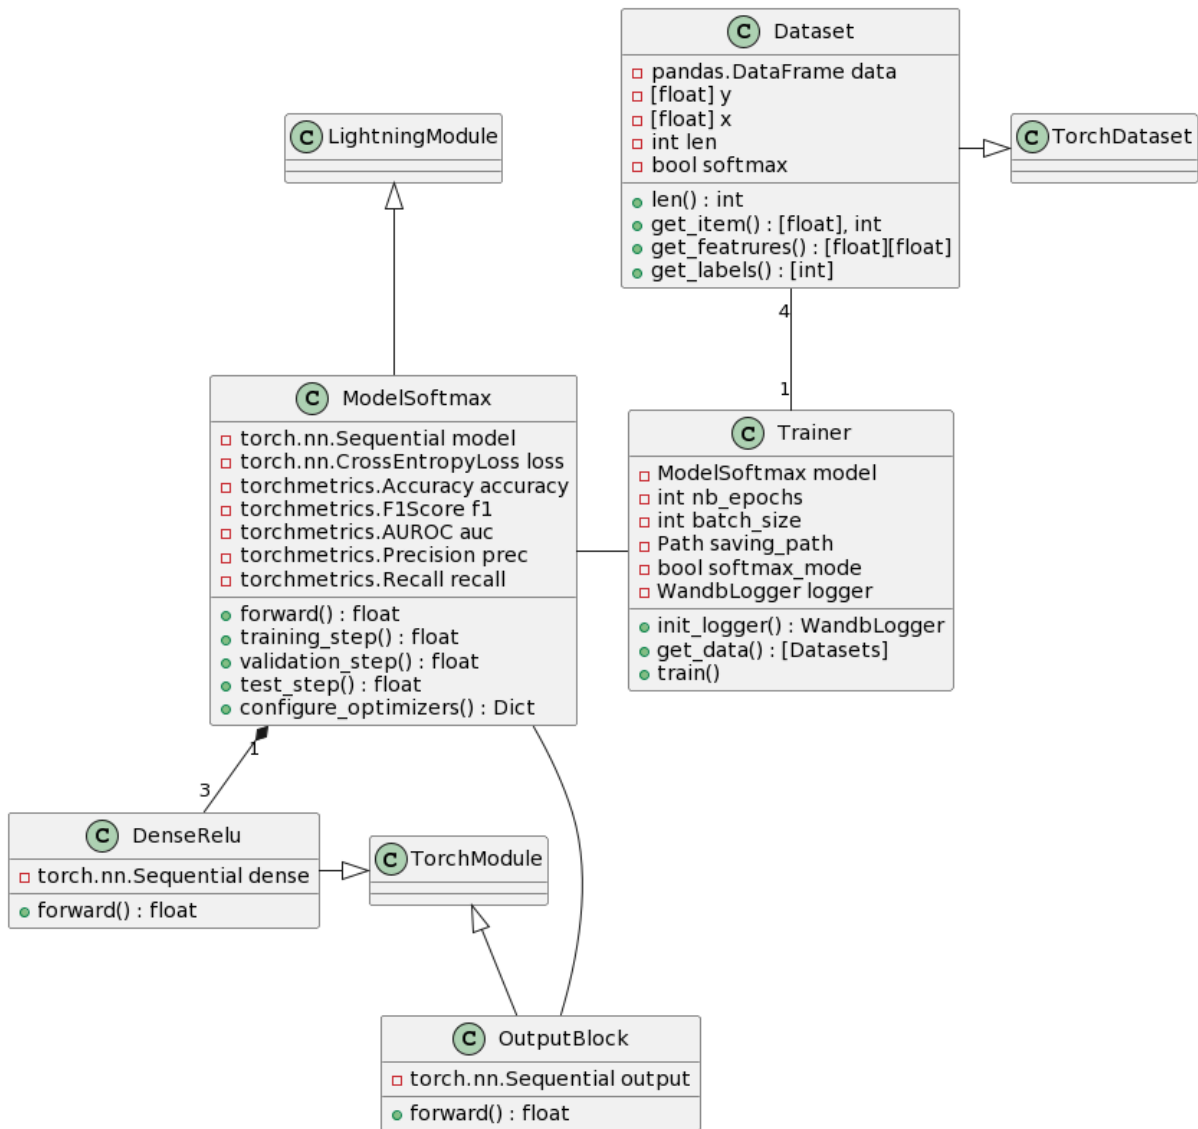 C Dataset
pandas.DataFrame data
[float] y
[float] x
int len
bool softmax
len() : int
get_item() : [float], int
get_featrures() : [float][float]
get_labels() : [int]
C LightningModule
C TorchDataset
4
1
C ModelSoftmax
torch.nn.Sequential model
torch.nn.CrossEntropyLoss loss
torchmetrics.Accuracy accuracy
torchmetrics.F1Score f1
torchmetrics.AUROC auc
torchmetrics.Precision prec
torchmetrics.Recall recall
forward() : float
training_step() : float
validation_step() : float
test_step() : float
configure_optimizers() : Dict
C Trainer
ModelSoftmax model
int nb_epochs
int batch_size
Path saving_path
bool softmax_mode
WandbLogger logger
init_logger() : WandbLogger
get_data() : [Datasets]
train()
1
3
C DenseRelu
torch.nn.Sequential dense
forward() : float
C TorchModule
C OutputBlock
torch.nn.Sequential output
forward() : float